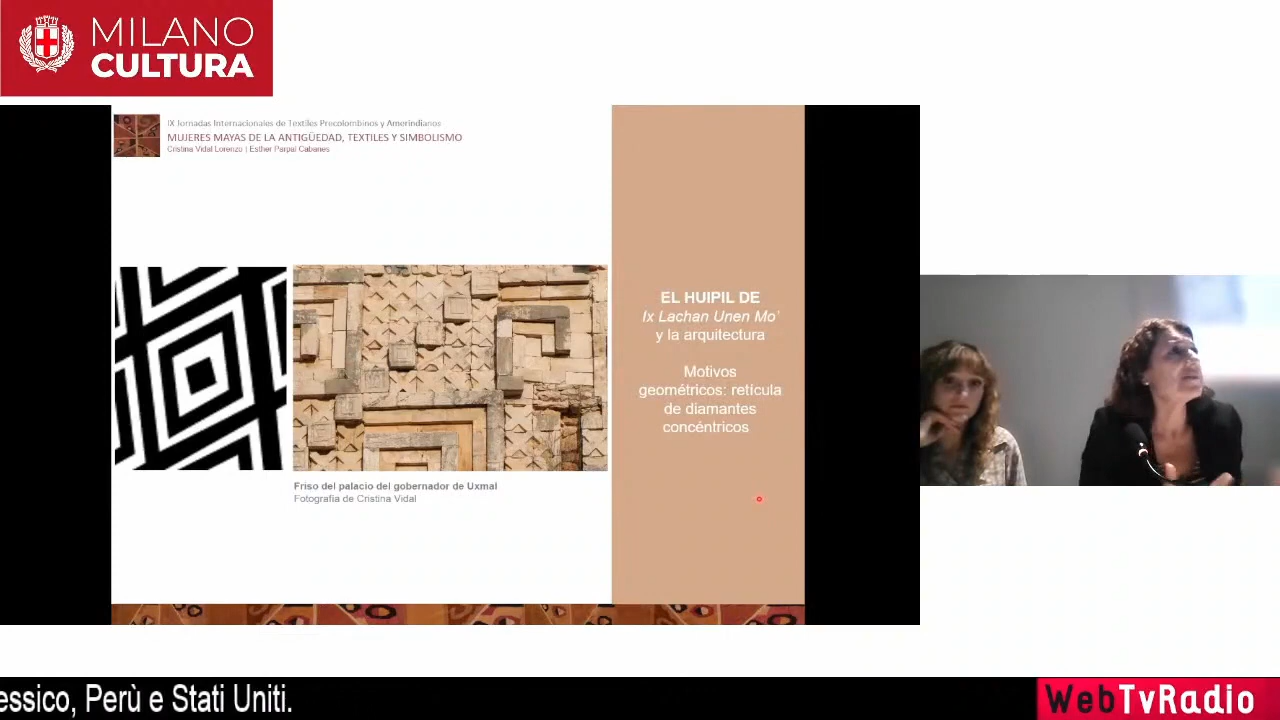 MILANO
CULTURA
IX Jornadas Internacionales de Textiles Precolombinos y Amerindianos
MUJERES MAYAS DE LA ANTIGÜEDAD, TEXTILES Y SIMBOLISMO
Cristina Vidal Lorenzo | Esther Parpal Cabanes
EL HUIPIL DE
Ix Lachan Unen Mo'
y la arquitectura
Motivos
geométricos: retícula
de diamantes
concéntricos
Friso del palacio del gobernador de Uxmal
Fotografía de Cristina Vidal
essico, Perù e Stati Uniti.
WebTvRadio